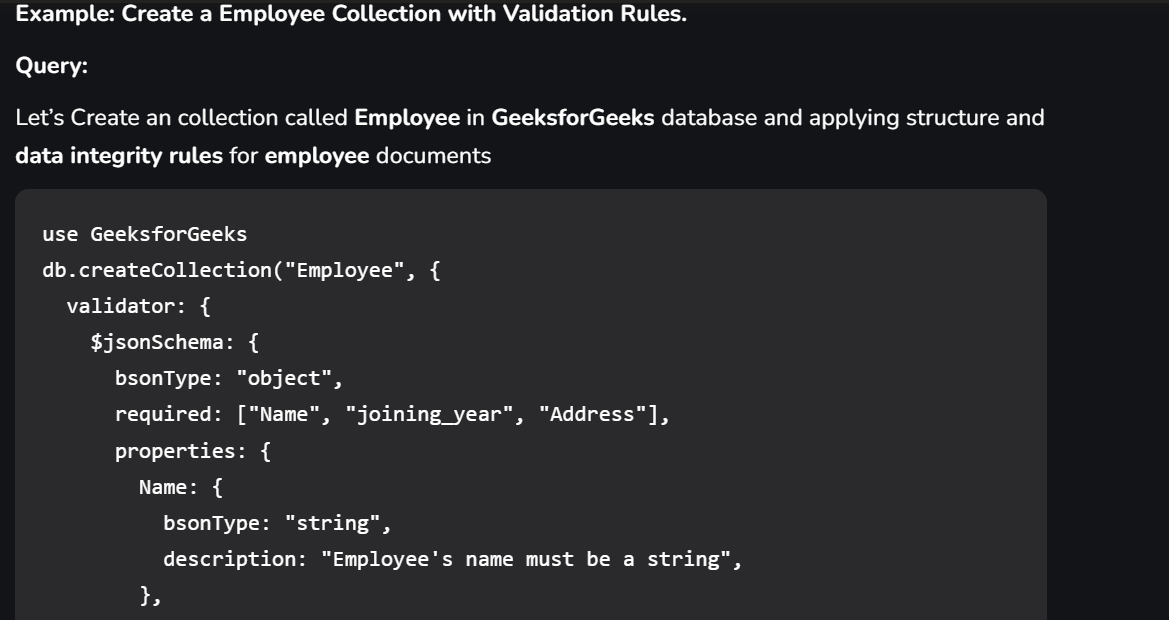 Example: Create a Employee Collection with Validation Rules.
Query:
Let’s Create an collection called Employee in GeeksforGeeks database and applying structure and
data integrity rules for employee documents
use GeeksforGeeks
db.createCollection("Employee", {
  validator: {
    $jsonSchema: {
      bsonType: "object",
      required: ["Name", "joining_year", "Address"],
      properties: {
        Name: {
          bsonType: "string",
          description: "Employee's name must be a string",
        },